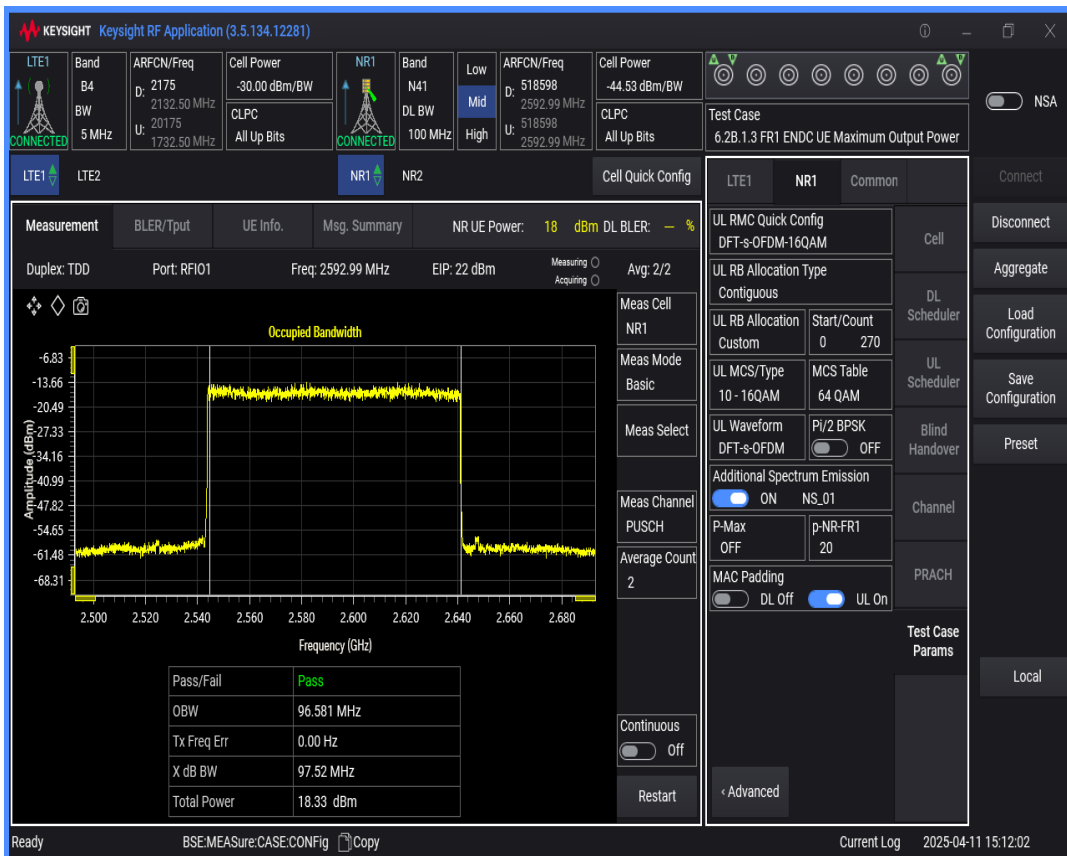 KEYSIGHT Keysight RF Application (3.5.134.12281)
LTE1 Band ARFCN/Freq Cell Power NR1 Band Low ARFCN/Freq Cell Power
B4 D: 2175 -30.00 dBm/BW N41 Mid D: 518598 -44.53 dBm/BW
BW 2132.50 MHz CLPC DL BW High 2592.99 MHz CLPC
5 MHz U: 20175 All Up Bits 100 MHz U: 518598 All Up Bits
CONNECTED 1732.50 MHz CONNECTED 2592.99 MHz
Test Case
6.2B.1.3 FR1 ENDC UE Maximum Output Power
NSA
LTE1 LTE2 NR1 NR2 Cell Quick Config
Measurement BLER/Tput UE Info. Msg. Summary NR UE Power: 18 dBm DL BLER: — %
Duplex: TDD Port: RFIO1 Freq: 2592.99 MHz EIP: 22 dBm Measuring Avg: 2/2
Acquiring
Occupied Bandwidth
Amplitude (dBm)
-6.83
-13.66
-20.49
-27.33
-34.16
-40.99
-47.82
-54.65
-61.48
-68.31
2.500 2.520 2.540 2.560 2.580 2.600 2.620 2.640 2.660 2.680
Frequency (GHz)
Pass/Fail Pass
OBW 96.581 MHz
Tx Freq Err 0.00 Hz
X dB BW 97.52 MHz
Total Power 18.33 dBm
Meas Cell
NR1
Meas Mode
Basic
Meas Select
Meas Channel
PUSCH
Average Count
2
Continuous
Off
Restart
LTE1 NR1 Common
UL RMC Quick Config
DFT-s-OFDM-16QAM
UL RB Allocation Type
Contiguous
UL RB Allocation Start/Count
Custom 0 270
UL MCS/Type MCS Table
10 - 16QAM 64 QAM
UL Waveform Pi/2 BPSK
DFT-s-OFDM OFF
Additional Spectrum Emission
ON NS_01
P-Max p-NR-FR1
OFF 20
MAC Padding
DL Off UL On
‹ Advanced
Cell
DL
Scheduler
UL
Scheduler
Blind
Handover
Channel
PRACH
Test Case
Params
Connect
Disconnect
Aggregate
Load
Configuration
Save
Configuration
Preset
Local
Ready BSE:MEASure:CASE:CONFig Copy Current Log 2025-04-11 15:12:02